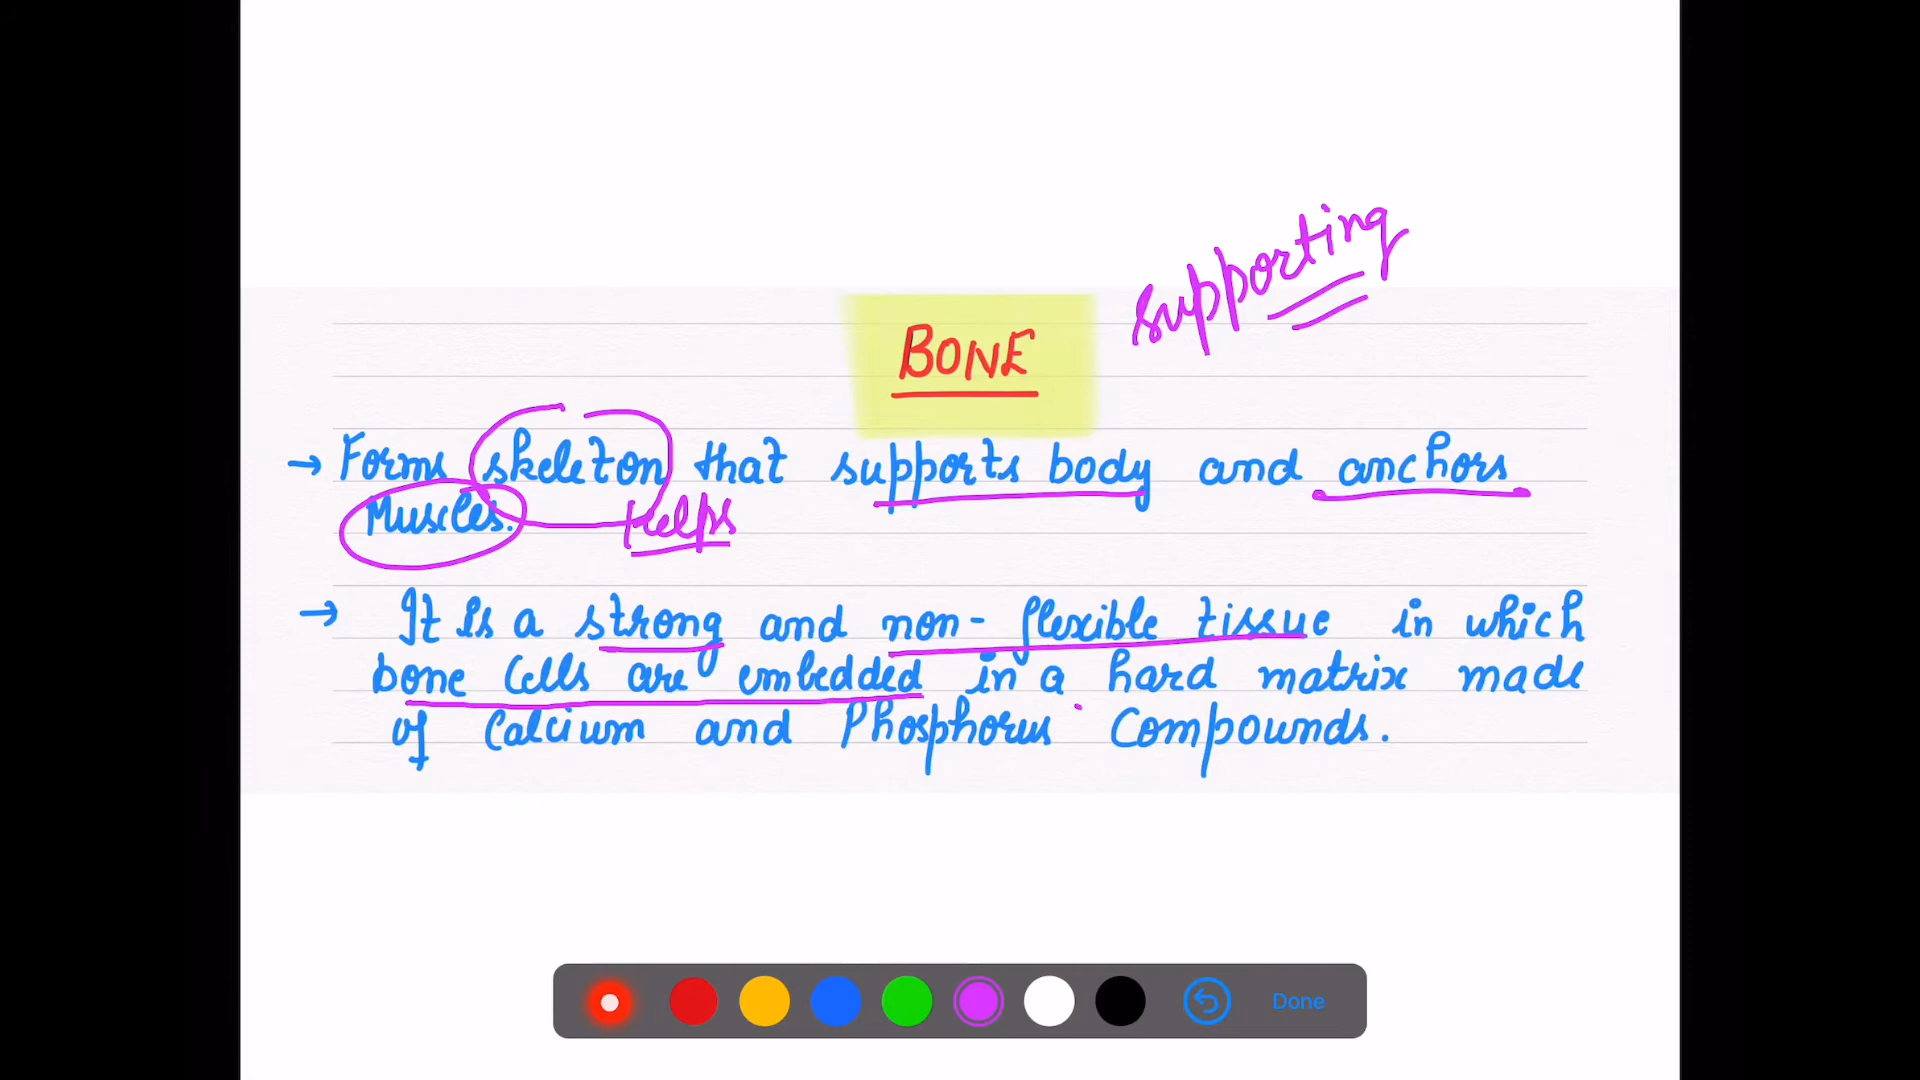 supporting
BONE
→ Forms skeleton that supports body and anchors
Muscles.
Helps
→ It is a strong and non-flexible tissue in which
bone cells are embedded in a hard matrix made
of Calcium and Phosphorus Compounds.
Done